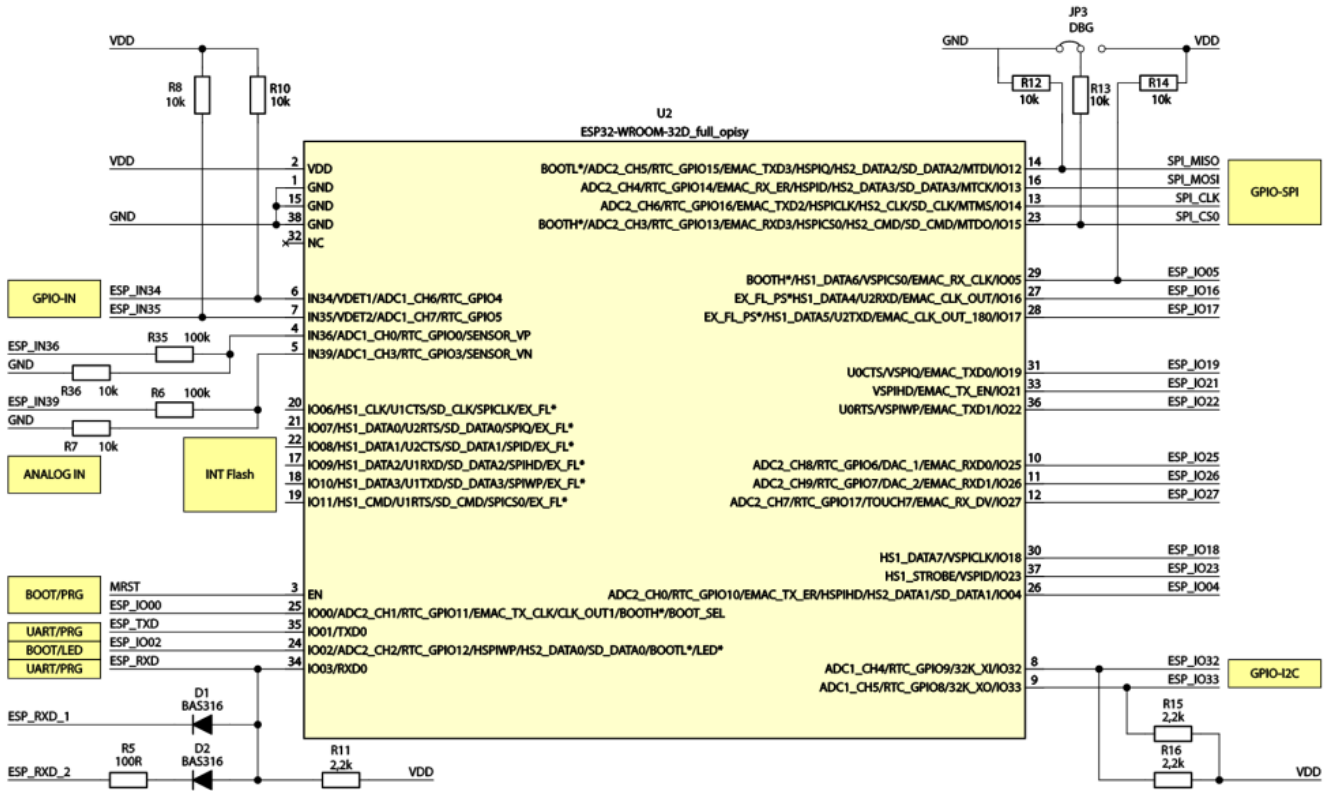 JP3
DBG
VDD
GND
VDD
R8
10k
R10
10k
R12
10k
R13
10k
R14
10k
U2
ESP32-WROOM-32D_full_opisy
VDD
2
VDD
1
GND
15
GND
GND
38
GND
32
NC
BOOTL*/ADC2_CH5/RTC_GPIO15/EMAC_TXD3/HSPIQ/HS2_DATA2/SD_DATA2/MTDI/IO12
14
SPI_MISO
ADC2_CH4/RTC_GPIO14/EMAC_RX_ER/HSPID/HS2_DATA3/SD_DATA3/MTCK/IO13
16
SPI_MOSI
ADC2_CH6/RTC_GPIO16/EMAC_TXD2/HSPICLK/HS2_CLK/SD_CLK/MTMS/IO14
13
SPI_CLK
BOOTH*/ADC2_CH3/RTC_GPIO13/EMAC_RXD3/HSPICS0/HS2_CMD/SD_CMD/MTDO/IO15
23
SPI_CS0
GPIO-SPI
BOOTH*/HS1_DATA6/VSPICS0/EMAC_RX_CLK/IO05
29
ESP_IO05
EX_FL_PS*HS1_DATA4/U2RXD/EMAC_CLK_OUT/IO16
27
ESP_IO16
EX_FL_PS*/HS1_DATA5/U2TXD/EMAC_CLK_OUT_180/IO17
28
ESP_IO17
GPIO-IN
ESP_IN34
6
IN34/VDET1/ADC1_CH6/RTC_GPIO4
ESP_IN35
7
IN35/VDET2/ADC1_CH7/RTC_GPIO5
4
IN36/ADC1_CH0/RTC_GPIO0/SENSOR_VP
5
IN39/ADC1_CH3/RTC_GPIO3/SENSOR_VN
R35
100k
ESP_IN36
GND
R36
10k
R6
100k
ESP_IN39
GND
R7
10k
ANALOG IN
U0CTS/VSPIQ/EMAC_TXD0/IO19
31
ESP_IO19
VSPIHD/EMAC_TX_EN/IO21
33
ESP_IO21
U0RTS/VSPIWP/EMAC_TXD1/IO22
36
ESP_IO22
20
IO06/HS1_CLK/U1CTS/SD_CLK/SPICLK/EX_FL*
21
IO07/HS1_DATA0/U2RTS/SD_DATA0/SPIQ/EX_FL*
22
IO08/HS1_DATA1/U2CTS/SD_DATA1/SPID/EX_FL*
17
IO09/HS1_DATA2/U1RXD/SD_DATA2/SPIHD/EX_FL*
18
IO10/HS1_DATA3/U1TXD/SD_DATA3/SPIWP/EX_FL*
19
IO11/HS1_CMD/U1RTS/SD_CMD/SPICS0/EX_FL*
INT Flash
ADC2_CH8/RTC_GPIO6/DAC_1/EMAC_RXD0/IO25
10
ESP_IO25
ADC2_CH9/RTC_GPIO7/DAC_2/EMAC_RXD1/IO26
11
ESP_IO26
ADC2_CH7/RTC_GPIO17/TOUCH7/EMAC_RX_DV/IO27
12
ESP_IO27
HS1_DATA7/VSPICLK/IO18
30
ESP_IO18
HS1_STROBE/VSPID/IO23
37
ESP_IO23
ADC2_CH0/RTC_GPIO10/EMAC_TX_ER/HSPIHD/HS2_DATA1/SD_DATA1/IO04
26
ESP_IO04
BOOT/PRG
MRST
3
EN
ESP_IO00
25
IO00/ADC2_CH1/RTC_GPIO11/EMAC_TX_CLK/CLK_OUT1/BOOTH*/BOOT_SEL
UART/PRG
ESP_TXD
35
IO01/TXD0
BOOT/LED
ESP_IO02
24
IO02/ADC2_CH2/RTC_GPIO12/HSPIWP/HS2_DATA0/SD_DATA0/BOOTL*/LED*
UART/PRG
ESP_RXD
34
IO03/RXD0
ADC1_CH4/RTC_GPIO9/32K_XI/IO32
8
ESP_IO32
ADC1_CH5/RTC_GPIO8/32K_XO/IO33
9
ESP_IO33
GPIO-I2C
D1
BAS316
ESP_RXD_1
R5
100R
D2
BAS316
ESP_RXD_2
R11
2,2k
VDD
R15
2,2k
R16
2,2k
VDD